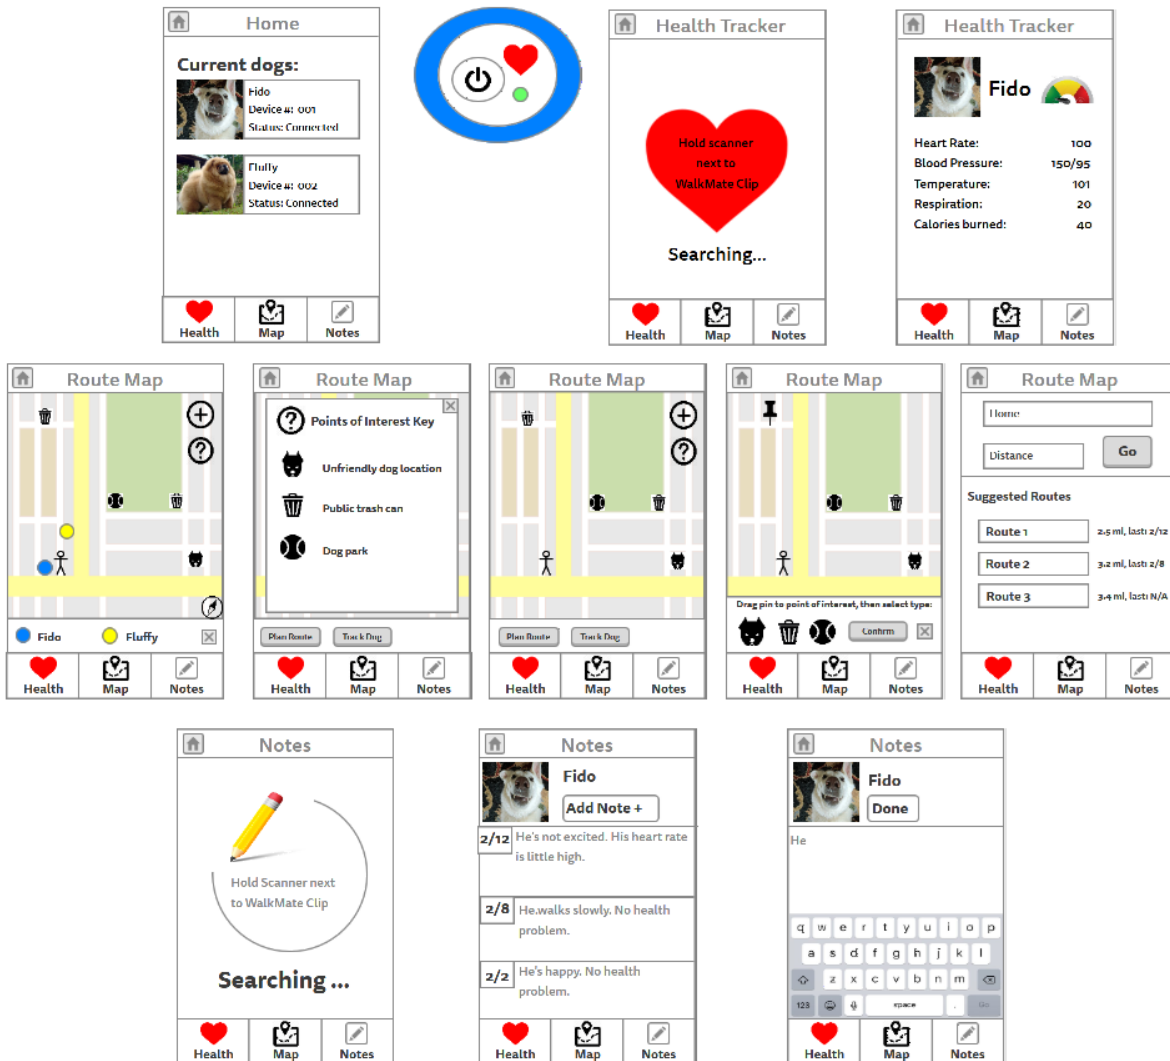 Home
Current dogs:
Fido
Device #: 001
Status: Connected
Fluffy
Device #: 002
Status: Connected
Health
Map
Notes
Health Tracker
Hold scanner
next to
WalkMate Clip
Searching...
Health
Map
Notes
Health Tracker
Fido
Heart Rate: 100
Blood Pressure: 150/95
Temperature: 101
Respiration: 20
Calories burned: 40
Health
Map
Notes
Route Map
?
Fido
Fluffy
Health
Map
Notes
Route Map
? Points of Interest Key
Unfriendly dog location
Public trash can
Dog park
Plan Route
Track Dog
Health
Map
Notes
Route Map
?
Plan Route
Track Dog
Health
Map
Notes
Route Map
Drag pin to point of interest, then select type:
Confirm
Health
Map
Notes
Route Map
Home
Distance
Go
Suggested Routes
Route 1 2.5 mi, last: 2/12
Route 2 3.2 mi, last: 2/8
Route 3 3.4 mi, last: N/A
Health
Map
Notes
Notes
Hold Scanner next
to WalkMate Clip
Searching ...
Health
Map
Notes
Notes
Fido
Add Note +
2/12 He's not excited. His heart rate
is little high.
2/8 He.walks slowly. No health
problem.
2/2 He's happy. No health
problem.
Health
Map
Notes
Notes
Fido
Done
He
q w e r t y u i o p
a s d f g h j k l
z x c v b n m
123 space . Go
Health
Map
Notes